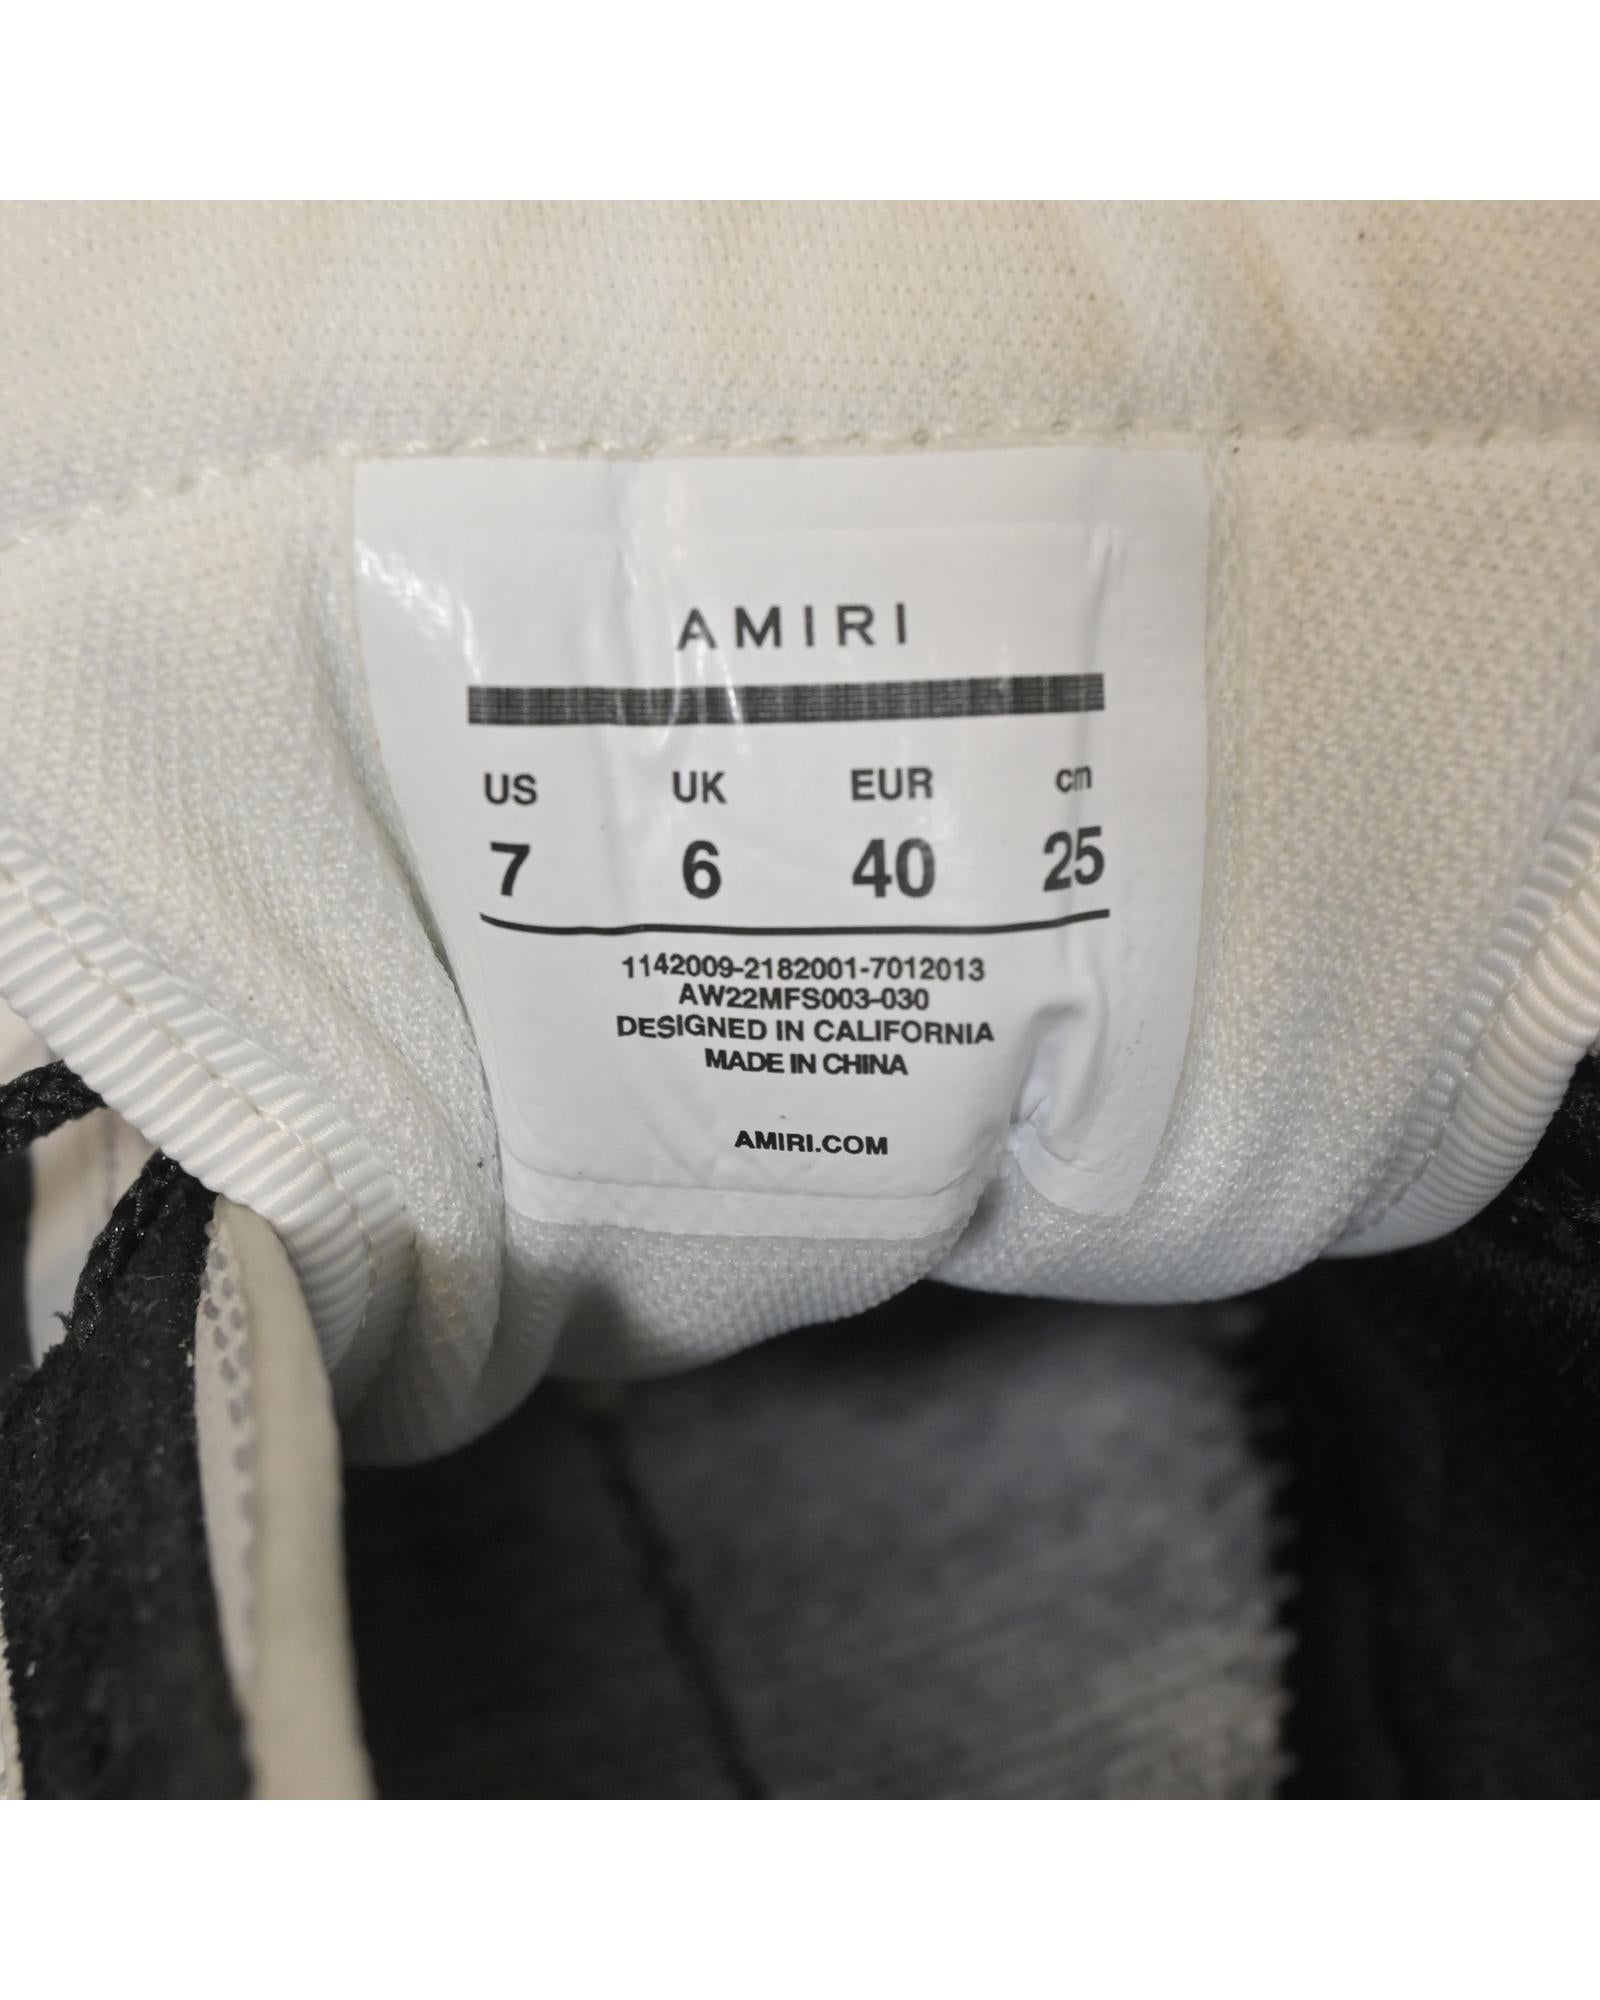 AMIRI
US UK EUR cm
7 6 40 25
1142009-2182001-7012013
AW22MFS003-030
DESIGNED IN CALIFORNIA
MADE IN CHINA
AMIRI.COM